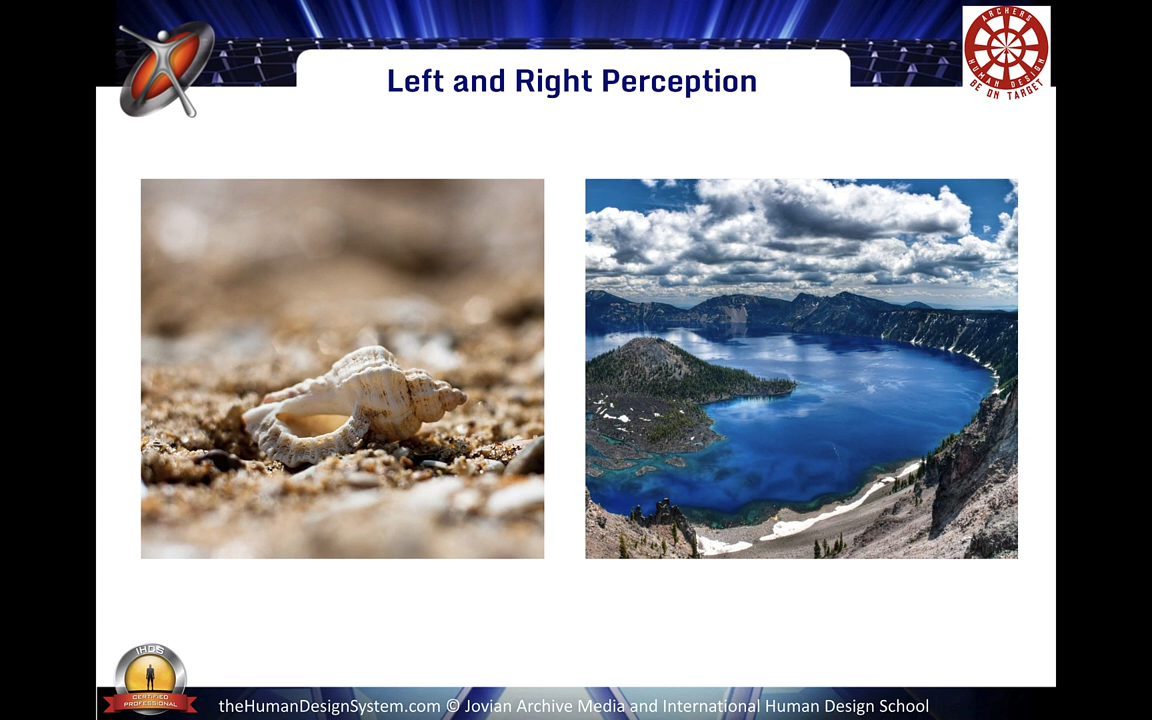 Left and Right Perception
ARCHERS
HUMAN DESIGN
BE ON TARGET
IHDS
CERTIFIED
PROFESSIONAL
theHumanDesignSystem.com © Jovian Archive Media and International Human Design School